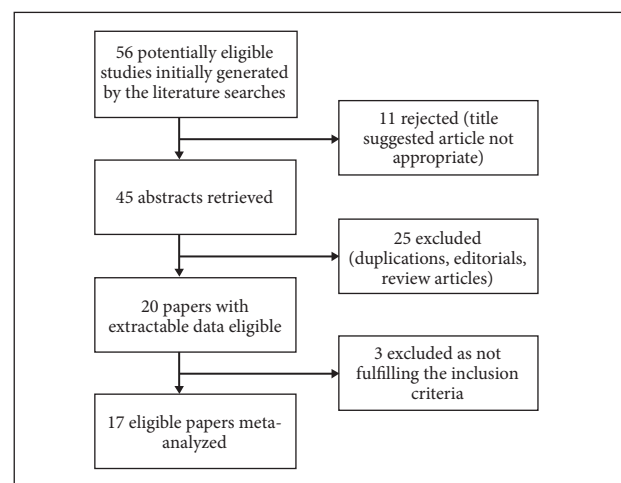 56 potentially eligible
studies initially generated
by the literature searches
11 rejected (title
suggested article not
appropriate)
45 abstracts retrieved
25 excluded
(duplications, editorials,
review articles)
20 papers with
extractable data eligible
3 excluded as not
fulfilling the inclusion
criteria
17 eligible papers meta-
analyzed